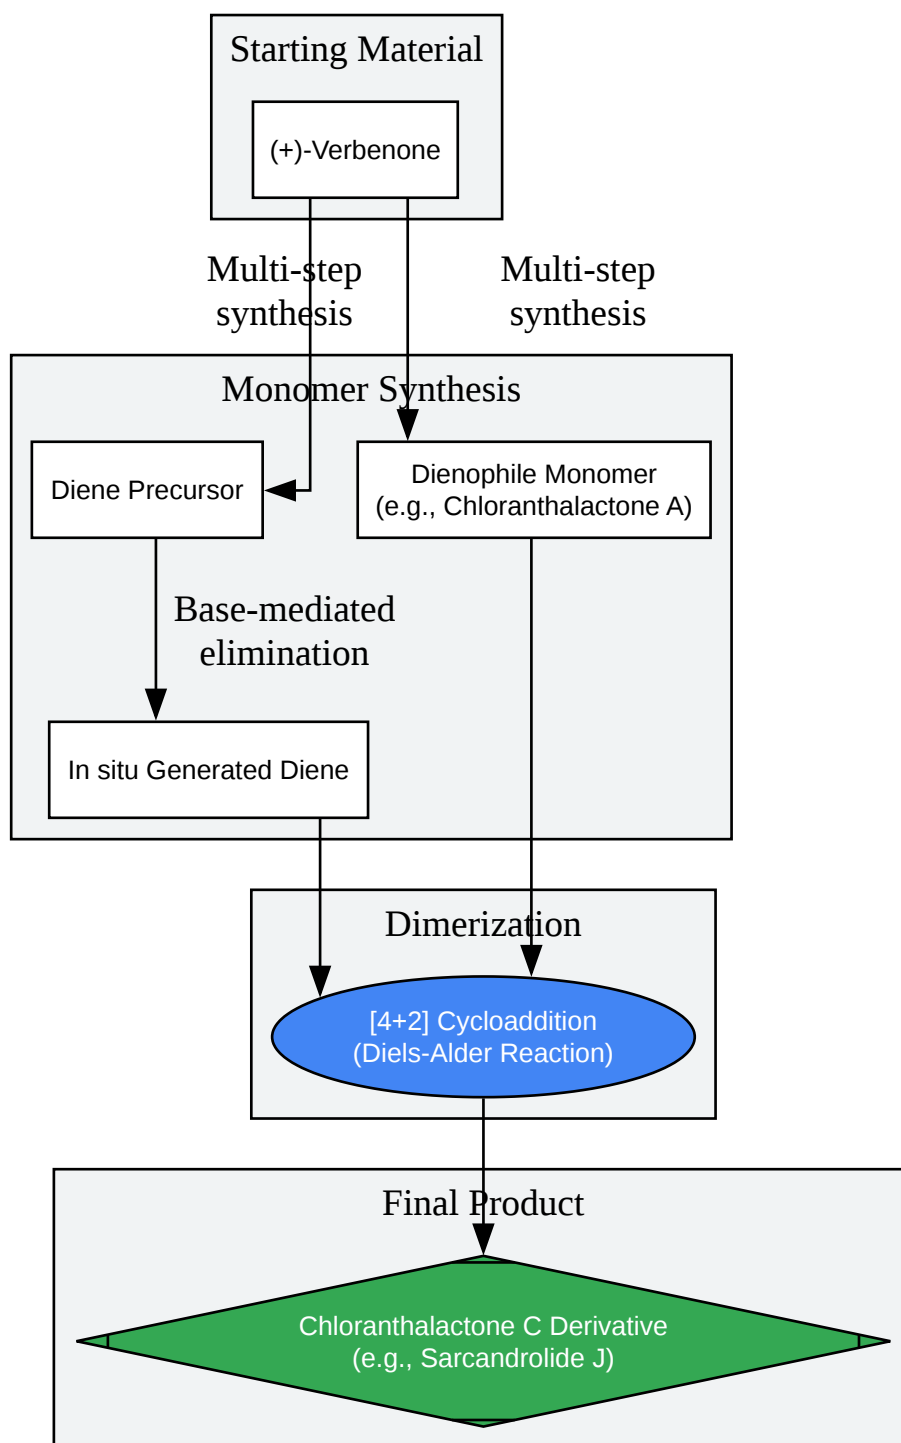 Starting Material
(+)-Verbenone
Multi-step
synthesis
Multi-step
synthesis
Monomer Synthesis
Diene Precursor
Dienophile Monomer
(e.g., Chloranthalactone A)
Base-mediated
elimination
In situ Generated Diene
Dimerization
[4+2] Cycloaddition
(Diels-Alder Reaction)
Final Product
Chloranthalactone C Derivative
(e.g., Sarcandrolide J)